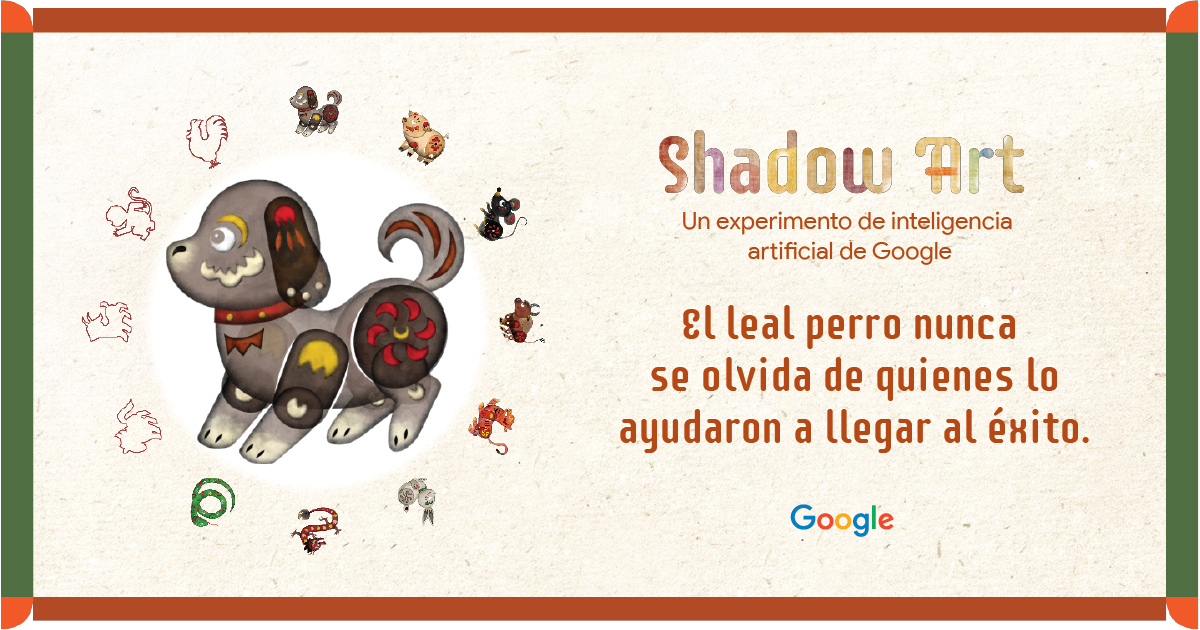 Shadow Art
Un experimento de inteligencia
artificial de Google
El leal perro nunca
se olvida de quienes lo
ayudaron a llegar al éxito.
Google